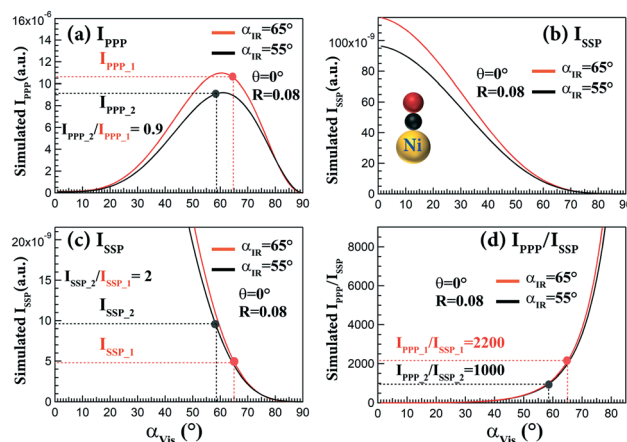 16x10⁻⁶
14
12
10
8
6
4
2
0
Simulated I_PPP(a.u.)
(a) I_PPP
α_IR=65°
α_IR=55°
I_PPP_1
θ=0°
R=0.08
I_PPP_2
I_PPP_2/I_PPP_1= 0.9
0 10 20 30 40 50 60 70 80 90
100x10⁻⁹
80
60
40
20
0
Simulated I_SSP(a.u.)
(b) I_SSP
α_IR=65°
α_IR=55°
θ=0°
R=0.08
Ni
0 10 20 30 40 50 60 70 80 90
20x10⁻⁹
15
10
5
0
Simulated I_SSP(a.u.)
(c) I_SSP
α_IR=65°
α_IR=55°
I_SSP_2/I_SSP_1= 2
θ=0°
R=0.08
I_SSP_2
I_SSP_1
0 10 20 30 40 50 60 70 80 90
α_Vis (°)
8000
6000
4000
2000
0
Simulated I_PPP/I_SSP
(d) I_PPP/I_SSP
θ=0°
R=0.08
α_IR=65°
α_IR=55°
I_PPP_1/I_SSP_1=2200
I_PPP_2/I_SSP_2=1000
0 10 20 30 40 50 60 70 80 90
α_Vis (°)